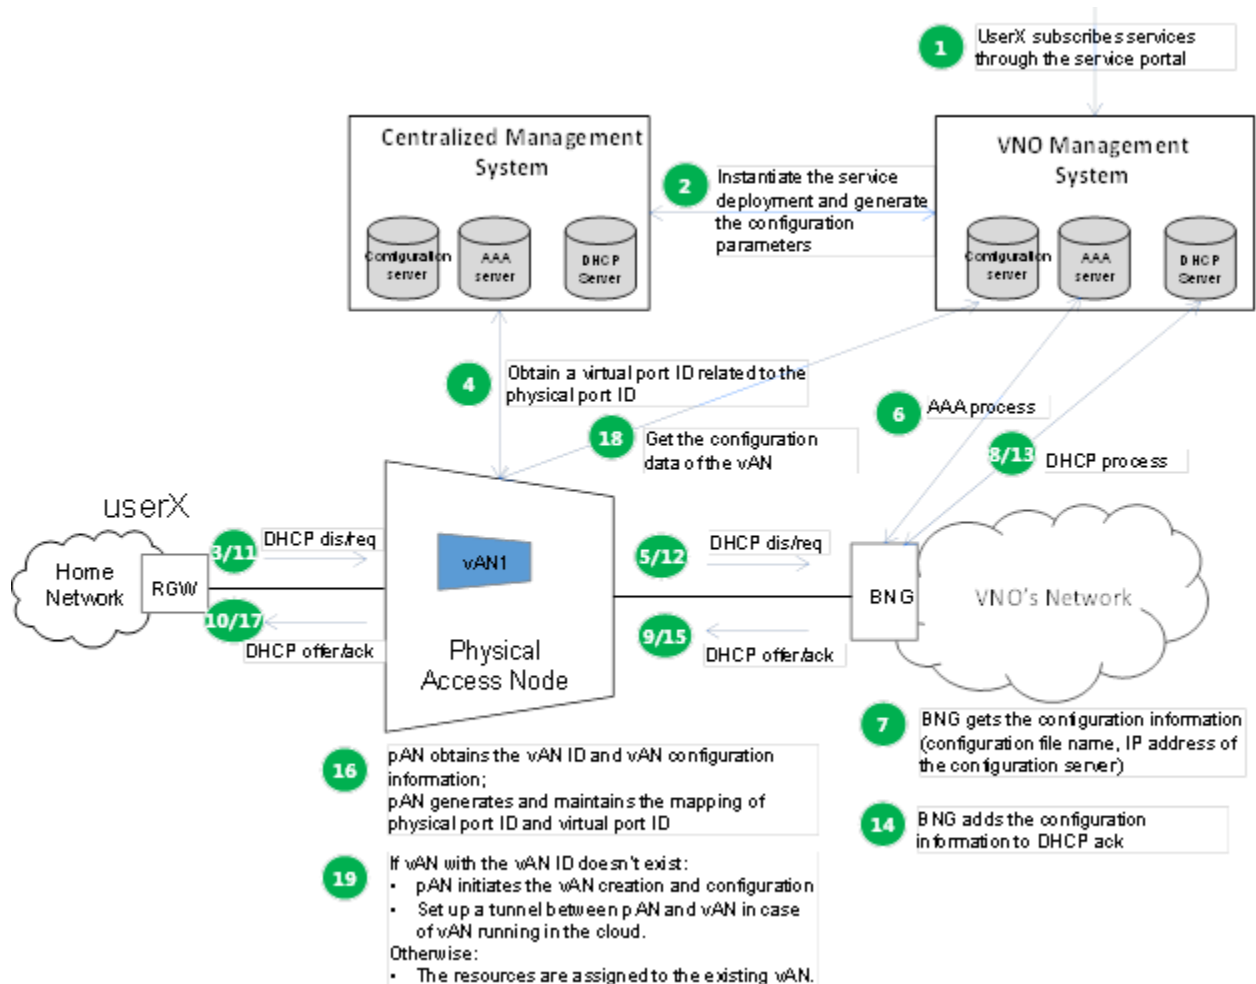 1
UserX subscribes services
through the service portal
Centralized Management
System
Configuration
server
AAA
server
DHCP
Server
2
Instantiate the service
deployment and generate
the configuration
parameters
VNO Management
System
Configuration
server
AAA
server
DHCP
Server
4
Obtain a virtual port ID related to the
physical port ID
18
Get the configuration
data of the vAN
6
AAA process
8/13
DHCP process
userX
Home
Network
RGW
3/11
DHCP dis/req
10/17
DHCP offer/ack
vAN1
Physical
Access Node
5/12
DHCP dis/req
9/15
DHCP offer/ack
BNG
VNO's Network
7
BNG gets the configuration information
(configuration file name, IP address of
the configuration server)
14
BNG adds the configuration
information to DHCP ack
16
pAN obtains the vAN ID and vAN configuration
information;
pAN generates and maintains the mapping of
physical port ID and virtual port ID
19
If vAN with the vAN ID doesn't exist:
• pAN initiates the vAN creation and configuration
• Set up a tunnel between pAN and vAN in case
of vAN running in the cloud.
Otherwise:
• The resources are assigned to the existing vAN.